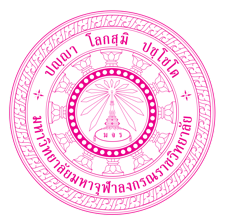 ปญฺญา โลกสฺมิ ปชฺโชโต
ม จ ร
มหาวิทยาลัยมหาจุฬาลงกรณราชวิทยาลัย